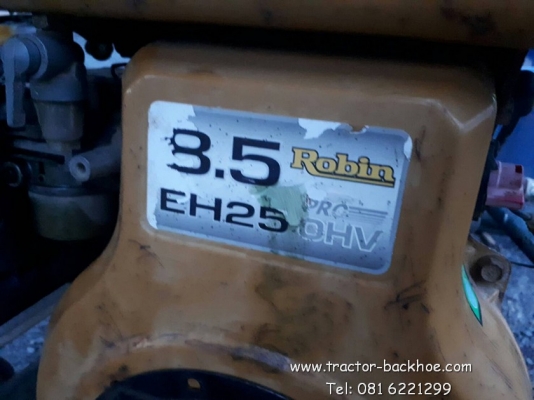 8.5 Robin
EH25 PRO OHV
www.tractor-backhoe.com
Tel: 081 6221299